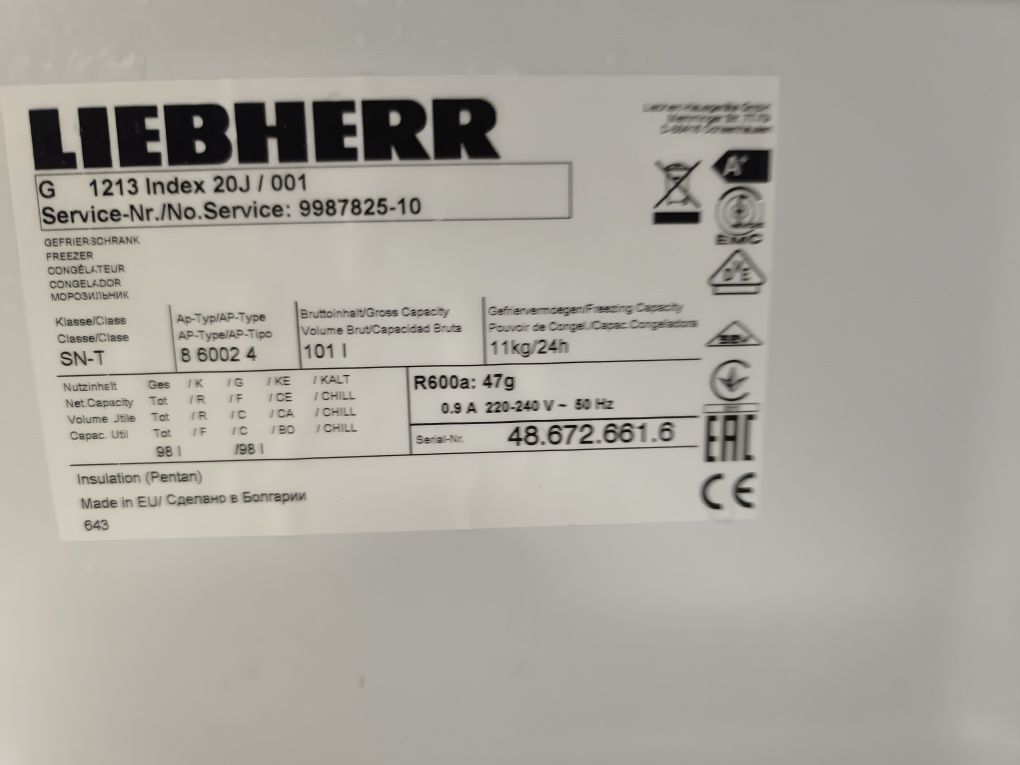 LIEBHERR
G 1213 Index 20J / 001
Service-Nr./No.Service: 9987825-10
GEFRIERSCHRANK
FREEZER
CONGÉLATEUR
CONGELADOR
МОРОЗИЛЬНИК
Klasse/Class
Classe/Clase
SN-T
Ap-Typ/AP-Type
AP-Type/AP-Tipo
8 6002 4
Bruttoinhalt/Gross Capacity
Volume Brut/Capacidad Bruta
101 l
Gefriervermoegen/Freezing Capacity
Pouvoir de Congel./Capac.Congeladora
11kg/24h
Nutzinhalt Ges / K / G / KE / KALT
Net.Capacity Tot / R / F / CE / CHILL
Volume Utile Tot / R / C / CA / CHILL
Capac. Util Tot / F / C / BO / CHILL
98 l /98 l
R600a: 47g
0.9 A 220-240 V ~ 50 Hz
Serial-Nr. 48.672.661.6
Insulation (Pentan)
Made in EU/ Сделано в Болгарии
643
A+
EMC
DVE
EAC
CE